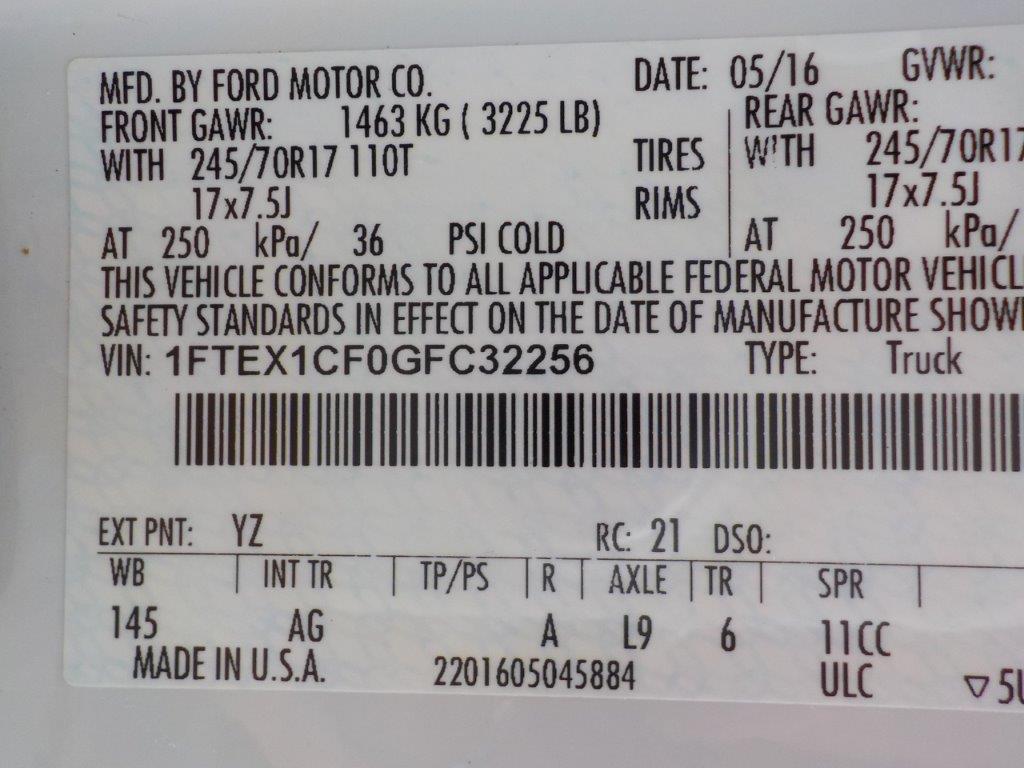 MFD. BY FORD MOTOR CO. DATE: 05/16 GVWR:
FRONT GAWR: 1463 KG ( 3225 LB) REAR GAWR:
WITH 245/70R17 110T TIRES WITH 245/70R17
17x7.5J RIMS 17x7.5J
AT 250 kPa/ 36 PSI COLD AT 250 kPa/
THIS VEHICLE CONFORMS TO ALL APPLICABLE FEDERAL MOTOR VEHICL
SAFETY STANDARDS IN EFFECT ON THE DATE OF MANUFACTURE SHOW
VIN: 1FTEX1CF0GFC32256 TYPE: Truck
EXT PNT: YZ RC: 21 DSO:
WB INT TR TP/PS R AXLE TR SPR
145 AG A L9 6 11CC
MADE IN U.S.A. 2201605045884 ULC ▽5U